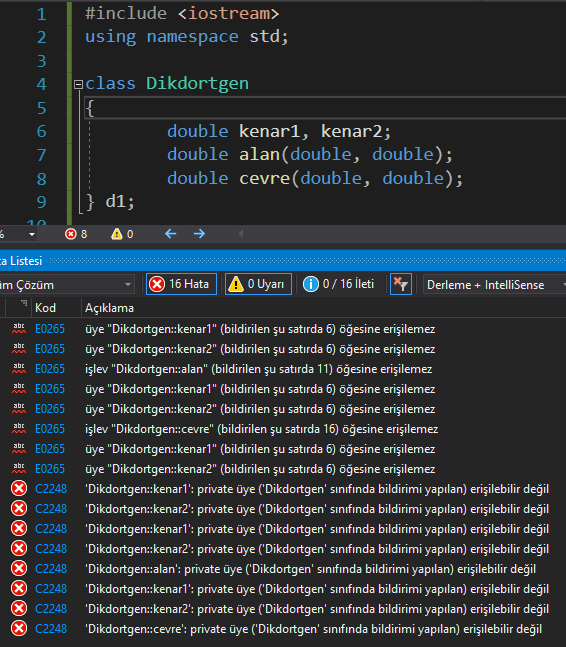 1 #include <iostream>
2 using namespace std;
3
4 class Dikdortgen
5 {
6 double kenar1, kenar2;
7 double alan(double, double);
8 double cevre(double, double);
9 } d1;
10
% 8 0
ta Listesi
üm Çözüm 16 Hata 0 Uyarı 0 / 16 İleti Derleme + IntelliSense
Kod Açıklama
abc E0265 üye "Dikdortgen::kenar1" (bildirilen şu satırda 6) öğesine erişilemez
abc E0265 üye "Dikdortgen::kenar2" (bildirilen şu satırda 6) öğesine erişilemez
abc E0265 işlev "Dikdortgen::alan" (bildirilen şu satırda 11) öğesine erişilemez
abc E0265 üye "Dikdortgen::kenar1" (bildirilen şu satırda 6) öğesine erişilemez
abc E0265 üye "Dikdortgen::kenar2" (bildirilen şu satırda 6) öğesine erişilemez
abc E0265 işlev "Dikdortgen::cevre" (bildirilen şu satırda 16) öğesine erişilemez
abc E0265 üye "Dikdortgen::kenar1" (bildirilen şu satırda 6) öğesine erişilemez
abc E0265 üye "Dikdortgen::kenar2" (bildirilen şu satırda 6) öğesine erişilemez
C2248 'Dikdortgen::kenar1': private üye ('Dikdortgen' sınıfında bildirimi yapılan) erişilebilir değil
C2248 'Dikdortgen::kenar2': private üye ('Dikdortgen' sınıfında bildirimi yapılan) erişilebilir değil
C2248 'Dikdortgen::kenar1': private üye ('Dikdortgen' sınıfında bildirimi yapılan) erişilebilir değil
C2248 'Dikdortgen::kenar2': private üye ('Dikdortgen' sınıfında bildirimi yapılan) erişilebilir değil
C2248 'Dikdortgen::alan': private üye ('Dikdortgen' sınıfında bildirimi yapılan) erişilebilir değil
C2248 'Dikdortgen::kenar1': private üye ('Dikdortgen' sınıfında bildirimi yapılan) erişilebilir değil
C2248 'Dikdortgen::kenar2': private üye ('Dikdortgen' sınıfında bildirimi yapılan) erişilebilir değil
C2248 'Dikdortgen::cevre': private üye ('Dikdortgen' sınıfında bildirimi yapılan) erişilebilir değil